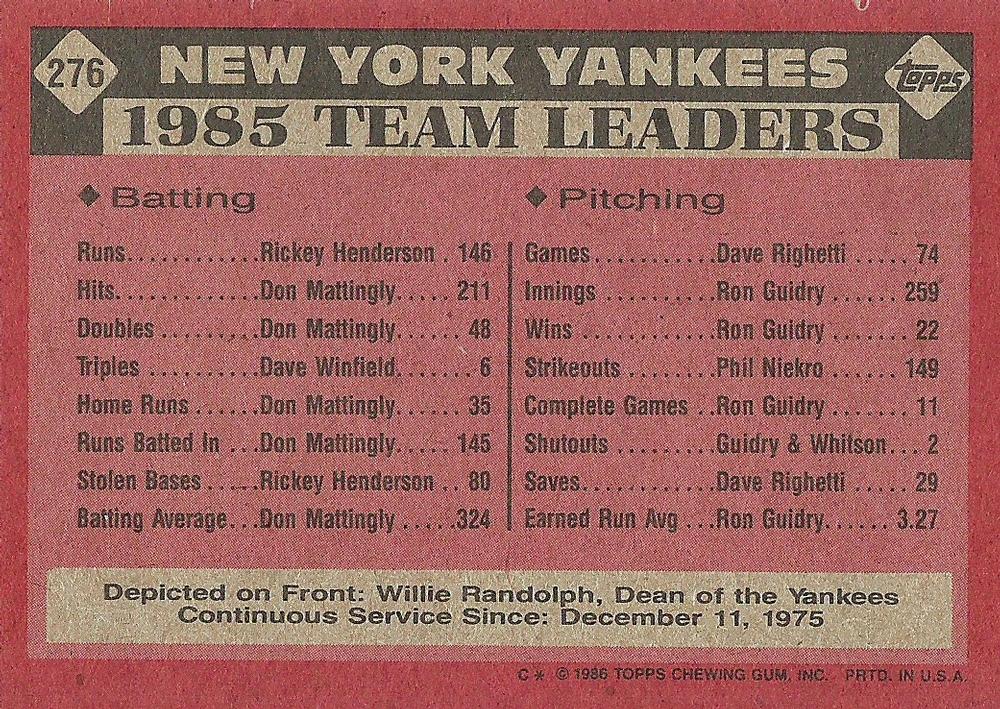 276 NEW YORK YANKEES TOPPS
1985 TEAM LEADERS
Batting
Runs.............Rickey Henderson . 146
Hits..............Don Mattingly..... 211
Doubles ..........Don Mattingly..... 48
Triples ..........Dave Winfield....... 6
Home Runs ......Don Mattingly...... 35
Runs Batted In ...Don Mattingly..... 145
Stolen Bases ......Rickey Henderson .. 80
Batting Average...Don Mattingly .....324
Pitching
Games...........Dave Righetti ..... 74
Innings ..........Ron Guidry ...... 259
Wins ............Ron Guidry ....... 22
Strikeouts ........Phil Niekro ...... 149
Complete Games ..Ron Guidry ....... 11
Shutouts .........Guidry & Whitson... 2
Saves............Dave Righetti ..... 29
Earned Run Avg ...Ron Guidry...... 3.27
Depicted on Front: Willie Randolph, Dean of the Yankees
Continuous Service Since: December 11, 1975
C * © 1986 TOPPS CHEWING GUM, INC. PRTD. IN U.S.A.